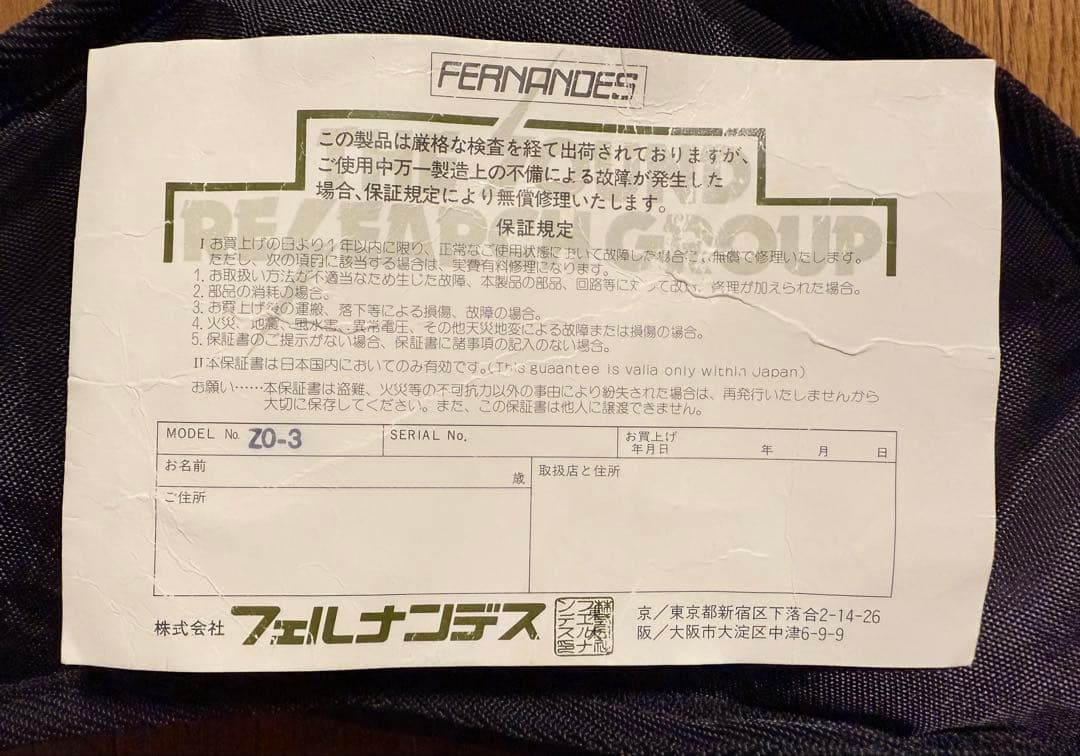 FERNANDES
この製品は厳格な検査を経て出荷されておりますが、
ご使用中万一製造上の不備による故障が発生した
場合、保証規定により無償修理いたします。
RESEARCH GROUP
保証規定
I お買上げの日より1年以内に限り、正常なご使用状態において故障した場合に、無償で修理いたします。
ただし、次の項目に該当する場合は、実費有料修理になります。
1. お取扱い方法が不適当なため生じた故障、本製品の部品、回路等に対して改、修理が加えられた場合。
2. 部品の消耗の場合。
3. お買上げ後の運搬、落下等による損傷、故障の場合。
4. 火災、地震、風水害、異常電圧、その他天災地変による故障または損傷の場合。
5. 保証書のご提示がない場合、保証書に諸事項の記入のない場合。
II 本保証書は日本国内においてのみ有効です。(This guaantee is valia only within Japan)
お願い……本保証書は盗難、火災等の不可抗力以外の事由により紛失された場合は、再発行いたしませんから
大切に保存してください。また、この保証書は他人に譲渡できません。
MODEL No. ZO-3 SERIAL No. お買上げ年月日 年 月 日
お名前 歳 取扱店と住所
ご住所
株式会社 フェルナンデス 京/東京都新宿区下落合2-14-26
阪/大阪市大淀区中津6-9-9